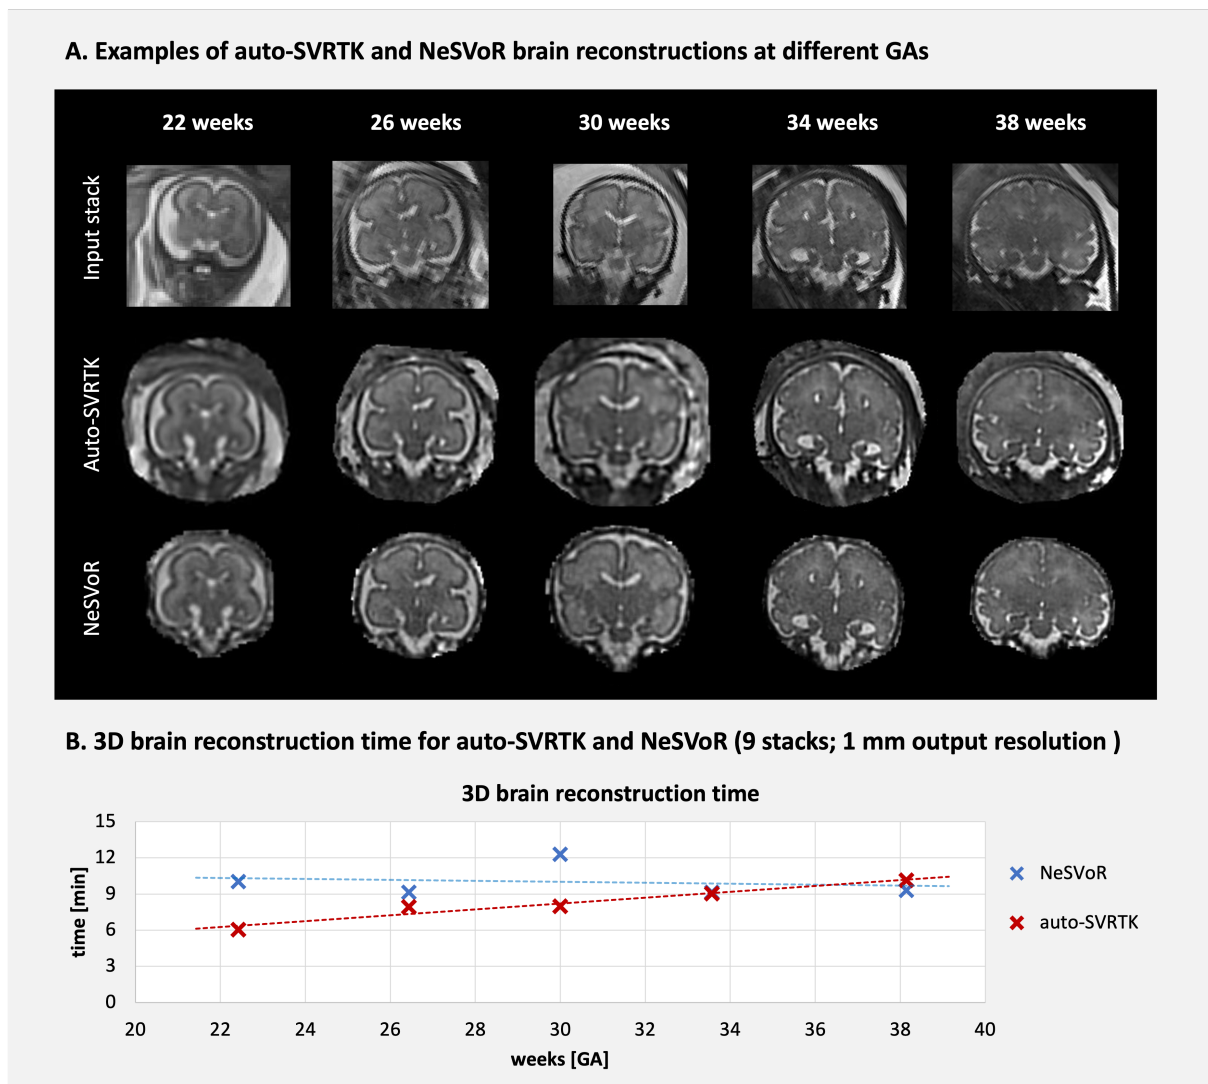 A. Examples of auto-SVRTK and NeSVoR brain reconstructions at different GAs
22 weeks
26 weeks
30 weeks
34 weeks
38 weeks
Input stack
Auto-SVRTK
NeSVoR
B. 3D brain reconstruction time for auto-SVRTK and NeSVoR (9 stacks; 1 mm output resolution )
3D brain reconstruction time
time [min]
15
12
9
6
3
0
20
22
24
26
28
30
32
34
36
38
40
weeks [GA]
NeSVoR
auto-SVRTK